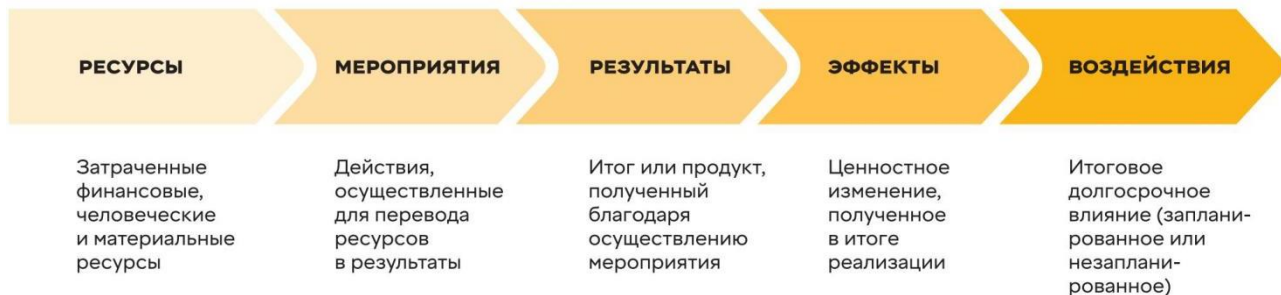 РЕСУРСЫ
МЕРОПРИЯТИЯ
РЕЗУЛЬТАТЫ
ЭФФЕКТЫ
ВОЗДЕЙСТВИЯ
Затраченные
финансовые,
человеческие
и материальные
ресурсы
Действия,
осуществленные
для перевода
ресурсов
в результаты
Итог или продукт,
полученный
благодаря
осуществлению
мероприятия
Ценностное
изменение,
полученное
в итоге
реализации
Итоговое
долгосрочное
влияние (заплани-
рованное или
незаплани-
рованное)